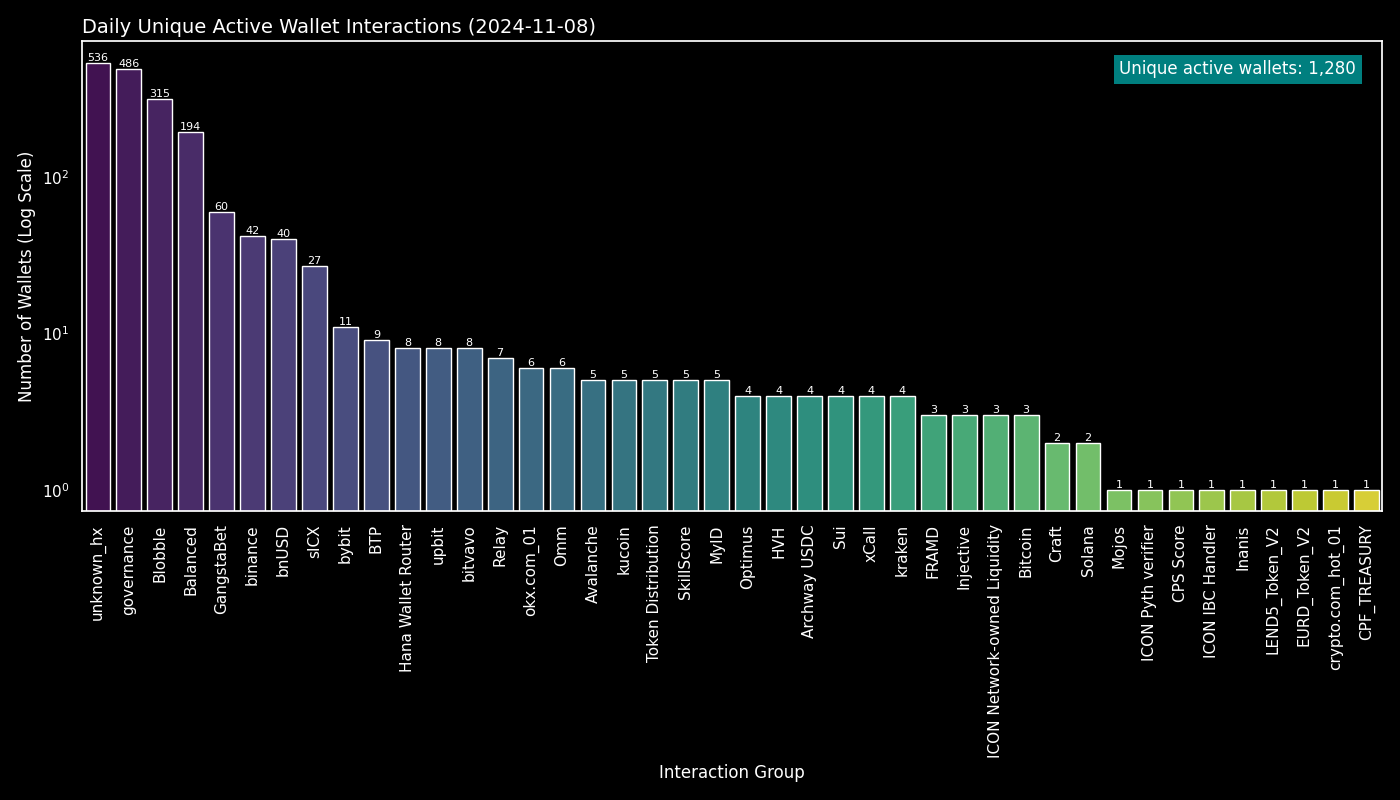 Daily Unique Active Wallet Interactions (2024-11-08)
Unique active wallets: 1,280
Number of Wallets (Log Scale)
10²
10¹
10⁰
536
486
315
194
60
42
40
27
11
9
8
8
8
7
6
6
5
5
5
5
5
4
4
4
4
4
4
3
3
3
3
2
2
1
1
1
1
1
1
1
1
1
unknown_hx
governance
Blobble
Balanced
GangstaBet
binance
bnUSD
sICX
bybit
BTP
Hana Wallet Router
upbit
bitvavo
Relay
okx.com_01
Omm
Avalanche
kucoin
Token Distribution
SkillScore
MyID
Optimus
HVH
Archway USDC
Sui
xCall
kraken
FRAMD
Injective
ICON Network-owned Liquidity
Bitcoin
Craft
Solana
Mojos
ICON Pyth verifier
CPS Score
ICON IBC Handler
Inanis
LEND5_Token_V2
EURD_Token_V2
crypto.com_hot_01
CPF_TREASURY
Interaction Group